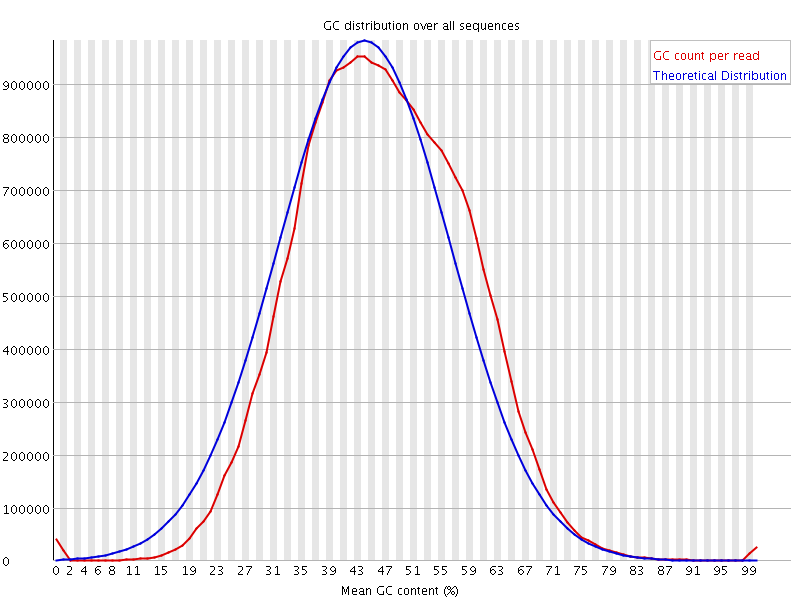 GC distribution over all sequences
GC count per read
Theoretical Distribution
900000
800000
700000
600000
500000
400000
300000
200000
100000
0
0 2 4 6 8 11 15 19 23 27 31 35 39 43 47 51 55 59 63 67 71 75 79 83 87 91 95 99
Mean GC content (%)